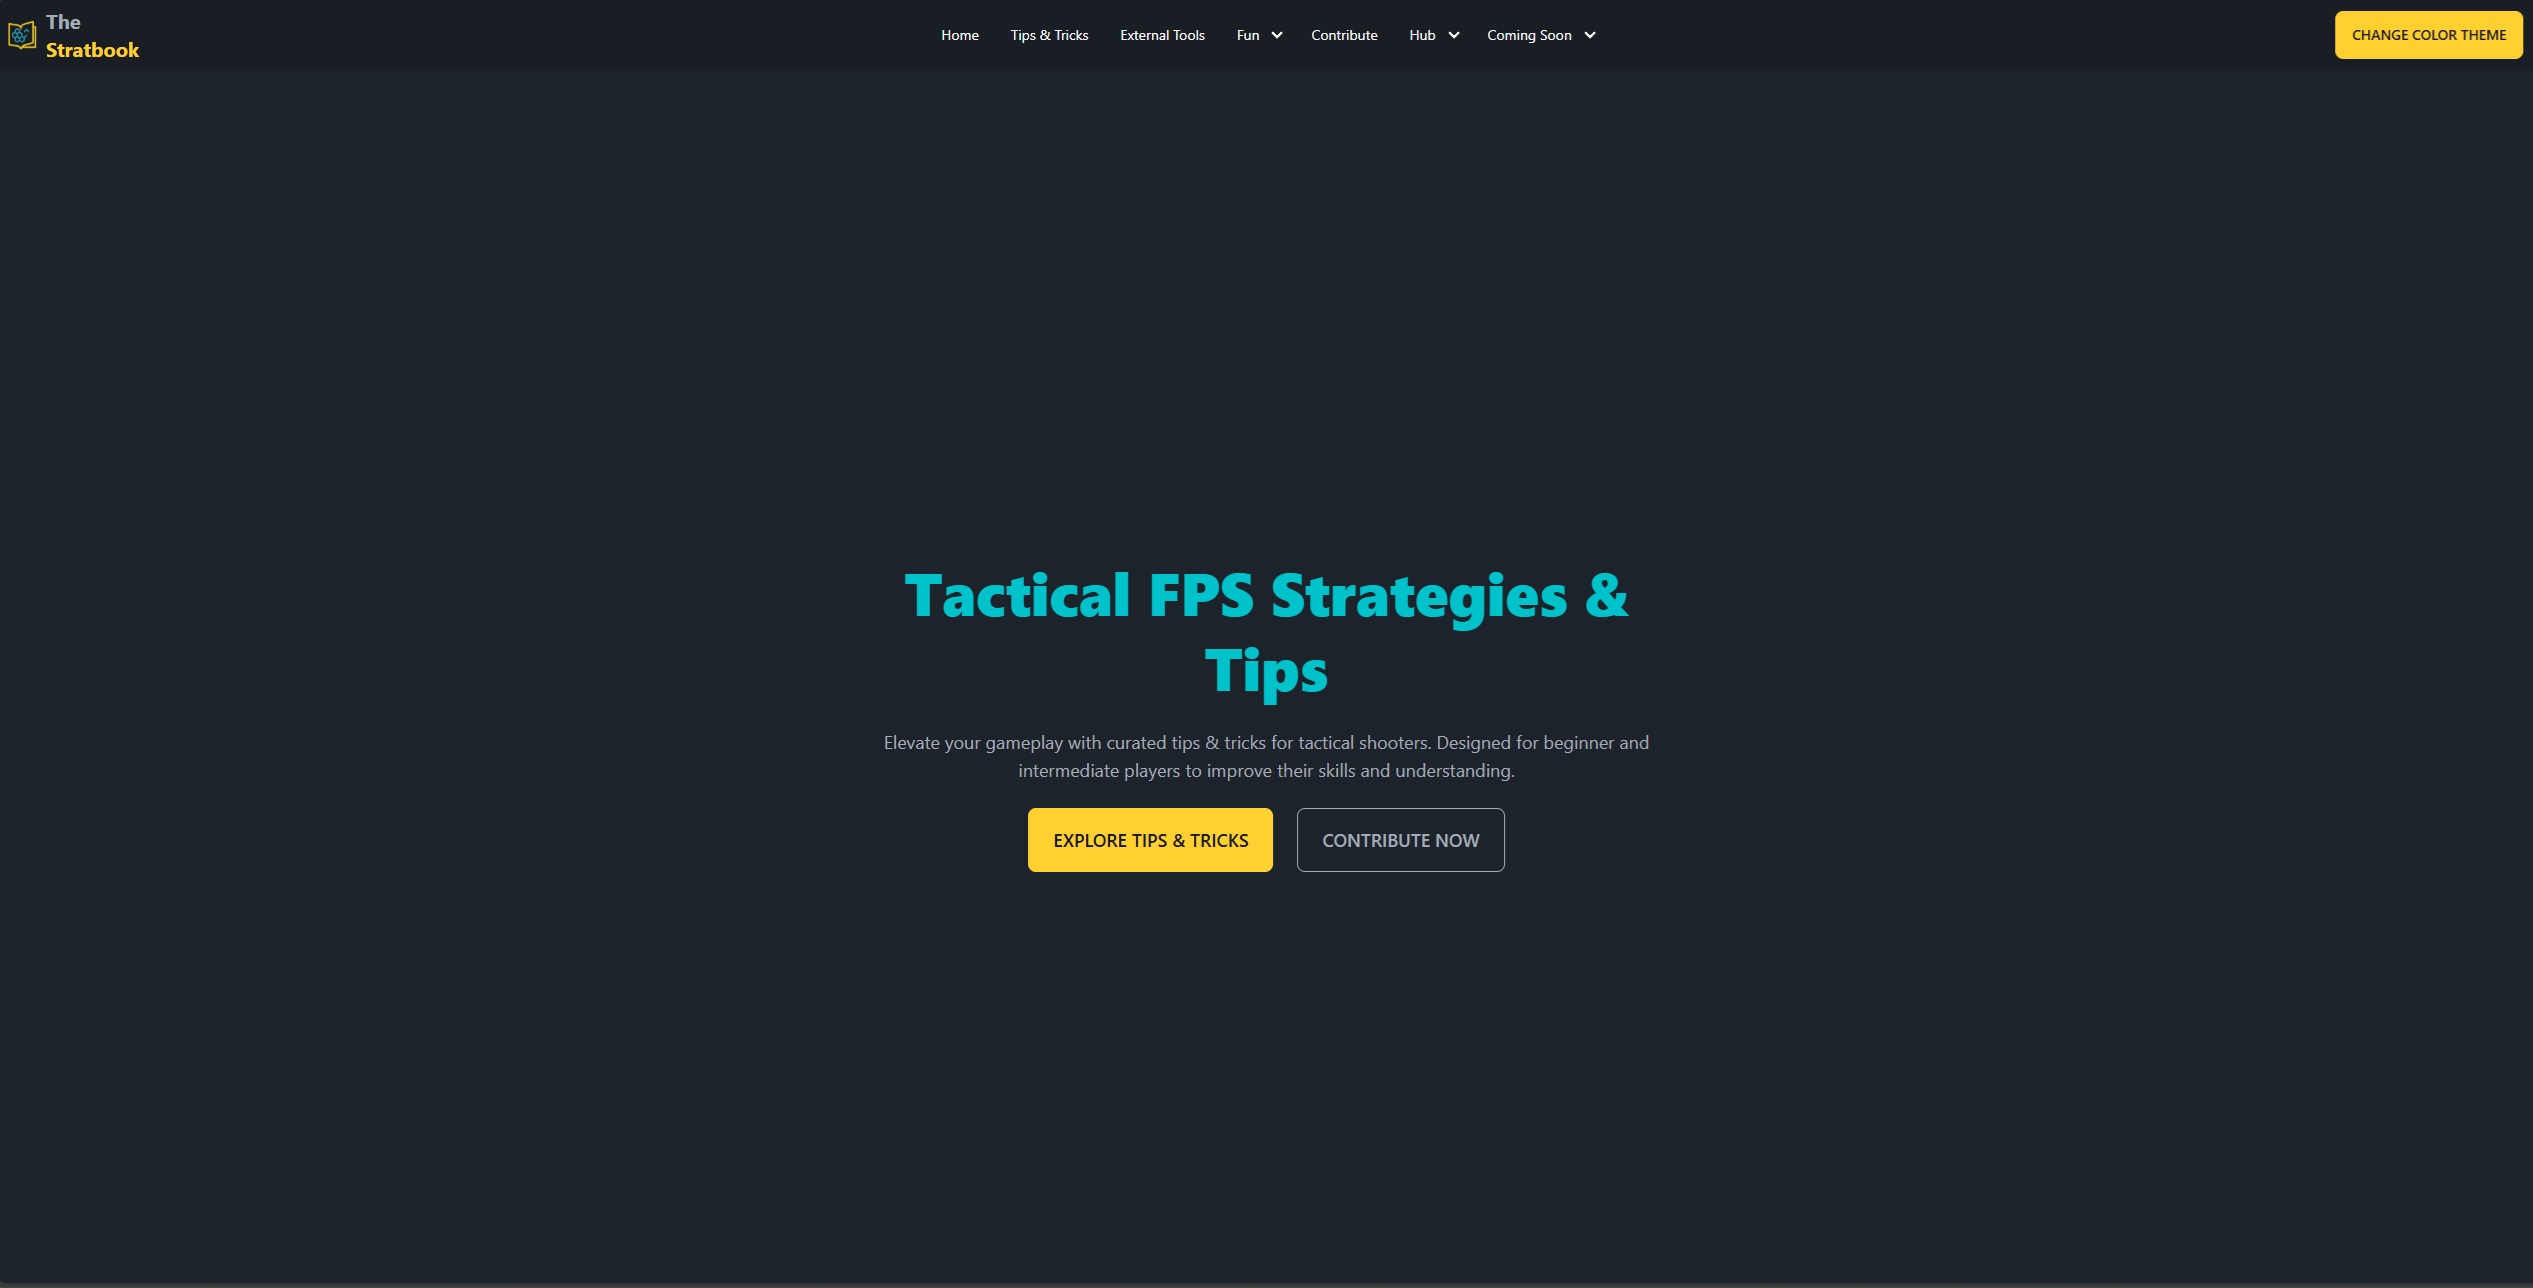 The
Stratbook
Home
Tips & Tricks
External Tools
Fun
Contribute
Hub
Coming Soon
CHANGE COLOR THEME
Tactical FPS Strategies &
Tips
Elevate your gameplay with curated tips & tricks for tactical shooters. Designed for beginner and
intermediate players to improve their skills and understanding.
EXPLORE TIPS & TRICKS
CONTRIBUTE NOW